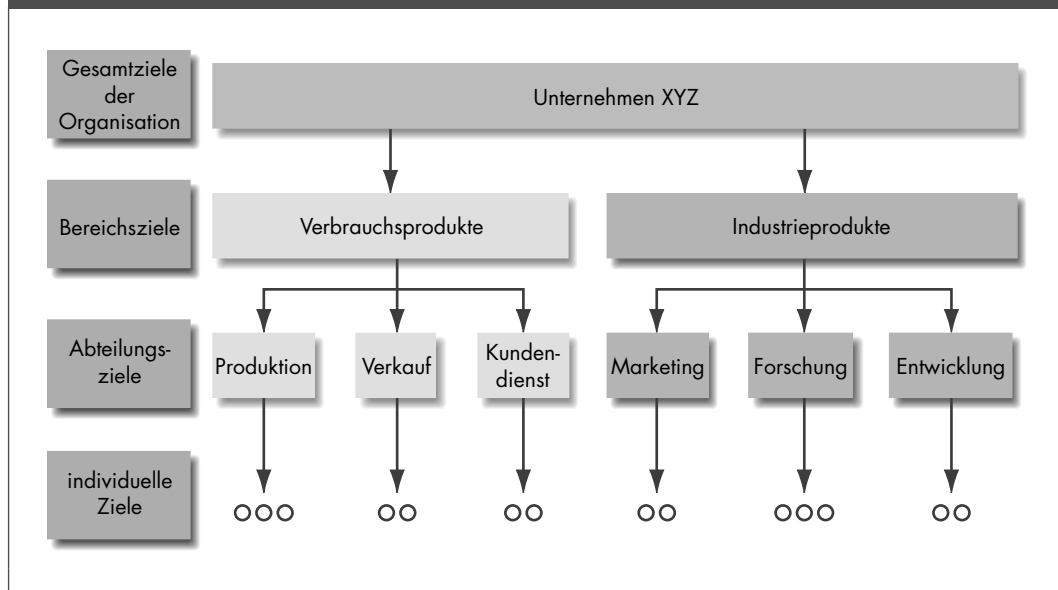 Gesamtziele
der
Organisation
Unternehmen XYZ
Bereichsziele
Verbrauchsprodukte
Industrieprodukte
Abteilungs-
ziele
Produktion
Verkauf
Kunden-
dienst
Marketing
Forschung
Entwicklung
individuelle
Ziele